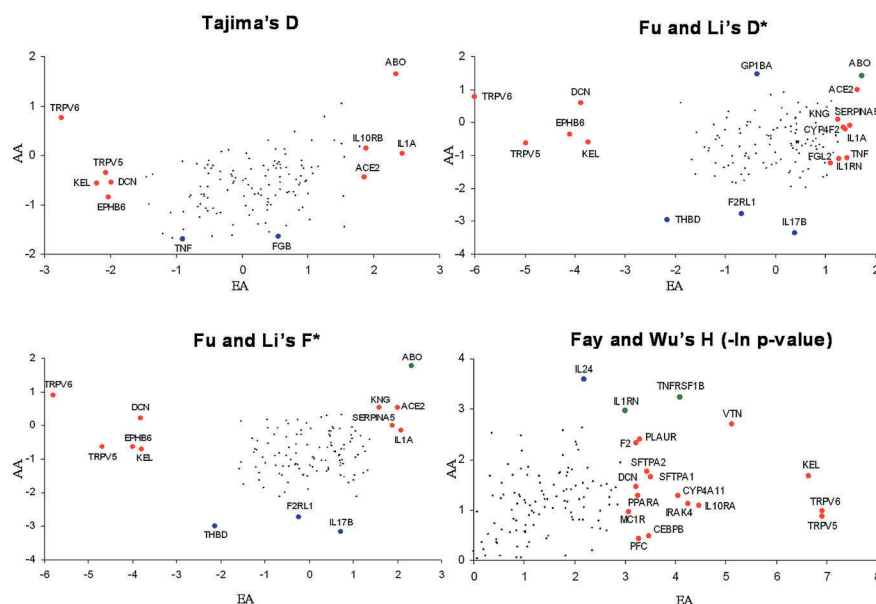 Tajima's D
2
1
0
-1
-2
AA
-3
-2
-1
0
1
2
3
EA
ABO
TRPV6
IL10RB
IL1A
TRPV5
KEL
DCN
ACE2
EPHB6
TNF
FGB
Fu and Li's D*
2
1
0
-1
-2
-3
-4
AA
-6
-5
-4
-3
-2
-1
0
1
2
EA
GP1BA
ABO
TRPV6
DCN
ACE2
KNG
SERPINA5
EPHB6
CYP4F2
IL1A
TRPV5
KEL
FGL2
TNF
IL1RN
F2RL1
THBD
IL17B
Fu and Li's F*
2
1
0
-1
-2
-3
-4
AA
-6
-5
-4
-3
-2
-1
0
1
2
3
EA
ABO
TRPV6
DCN
KNG
ACE2
SERPINA5
EPHB6
IL1A
TRPV5
KEL
F2RL1
THBD
IL17B
Fay and Wu's H (-ln p-value)
4
3
2
1
0
AA
0
1
2
3
4
5
6
7
8
EA
IL24
TNFRSF1B
IL1RN
VTN
F2
PLAUR
SFTPA2
KEL
DCN
SFTPA1
CYP4A11
PPARA
TRPV6
IRAK4
IL10RA
MC1R
TRPV5
CEBPB
PFC